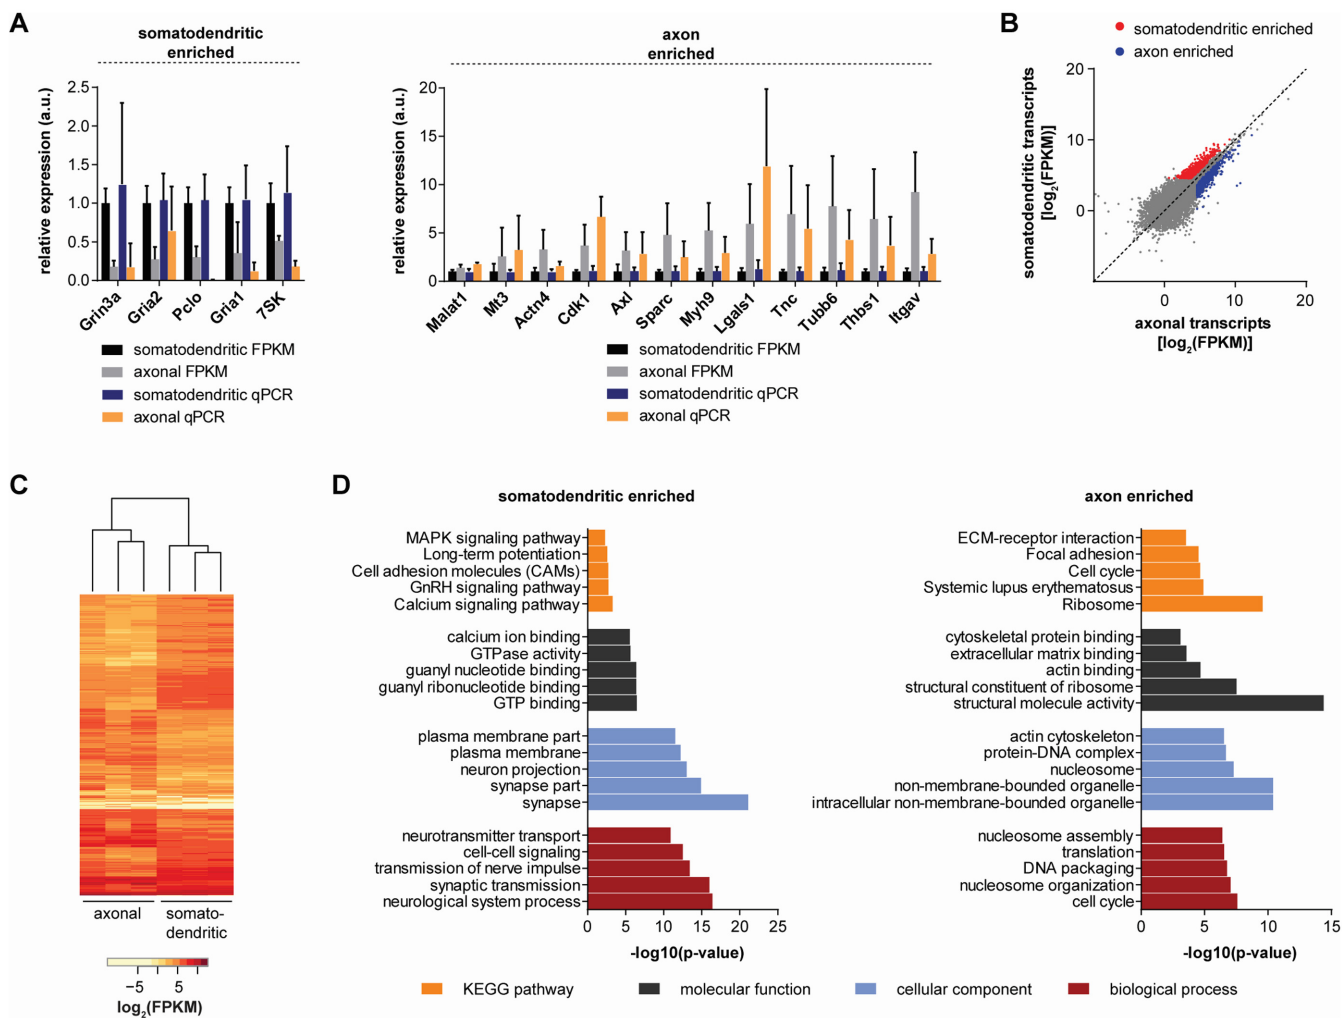 A
somatodendritic
enriched
relative expression (a.u.)
2.5
2.0
1.5
1.0
0.5
0.0
Grin3a
Gria2
Pclo
Gria1
7SK
somatodendritic FPKM
axonal FPKM
somatodendritic qPCR
axonal qPCR
axon
enriched
relative expression (a.u.)
20
15
10
5
0
Malat1
Mt3
Actn4
Cdk1
Axl
Sparc
Myh9
Lgals1
Tnc
Tubb6
Thbs1
Itgav
somatodendritic FPKM
axonal FPKM
somatodendritic qPCR
axonal qPCR
B
somatodendritic enriched
axon enriched
somatodendritic transcripts
[log2(FPKM)]
20
10
0
0
10
20
axonal transcripts
[log2(FPKM)]
C
axonal
somato-
dendritic
−5
5
log2(FPKM)
D
somatodendritic enriched
MAPK signaling pathway
Long-term potentiation
Cell adhesion molecules (CAMs)
GnRH signaling pathway
Calcium signaling pathway
calcium ion binding
GTPase activity
guanyl nucleotide binding
guanyl ribonucleotide binding
GTP binding
plasma membrane part
plasma membrane
neuron projection
synapse part
synapse
neurotransmitter transport
cell-cell signaling
transmission of nerve impulse
synaptic transmission
neurological system process
0 5 10 15 20 25
-log10(p-value)
axon enriched
ECM-receptor interaction
Focal adhesion
Cell cycle
Systemic lupus erythematosus
Ribosome
cytoskeletal protein binding
extracellular matrix binding
actin binding
structural constituent of ribosome
structural molecule activity
actin cytoskeleton
protein-DNA complex
nucleosome
non-membrane-bounded organelle
intracellular non-membrane-bounded organelle
nucleosome assembly
translation
DNA packaging
nucleosome organization
cell cycle
0 5 10 15
-log10(p-value)
KEGG pathway
molecular function
cellular component
biological process